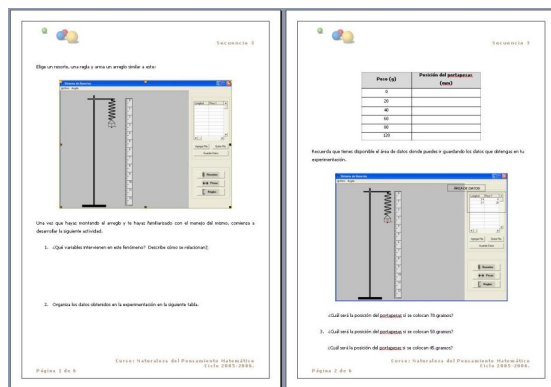 Secuencia 3
Elige un resorte, una regla y arma un arreglo similar a este:
Una vez que hayas montando el arreglo y te hayas familiarizado con el manejo del mismo, comienza a
desarrollar la siguiente actividad.
1. ¿Qué variables intervienen en este fenómeno? Describe cómo se relacionan:
2. Organiza los datos obtenidos en la experimentación en la siguiente tabla.
Curso: Naturaleza del Pensamiento Matemático
Ciclo 2005-2006.
Página 1 de 6
Secuencia 3
Peso (g) Posición del portapesas (mm)
0
20
40
60
80
120
Recuerda que tienes disponible el área de datos donde puedes ir guardando los datos que obtengas en tu
experimentación.
ÁREA DE DATOS
Resortes
Pesas
Reglas
¿Cuál será la posición del portapesas si se colocan 70 gramos?
3. ¿Cuál será la posición del portapesas si se colocan 50 gramos?
¿Cuál será la posición del portapesas si se colocan 45 gramos?
Curso: Naturaleza del Pensamiento Matemático
Ciclo 2005-2006.
Página 2 de 6